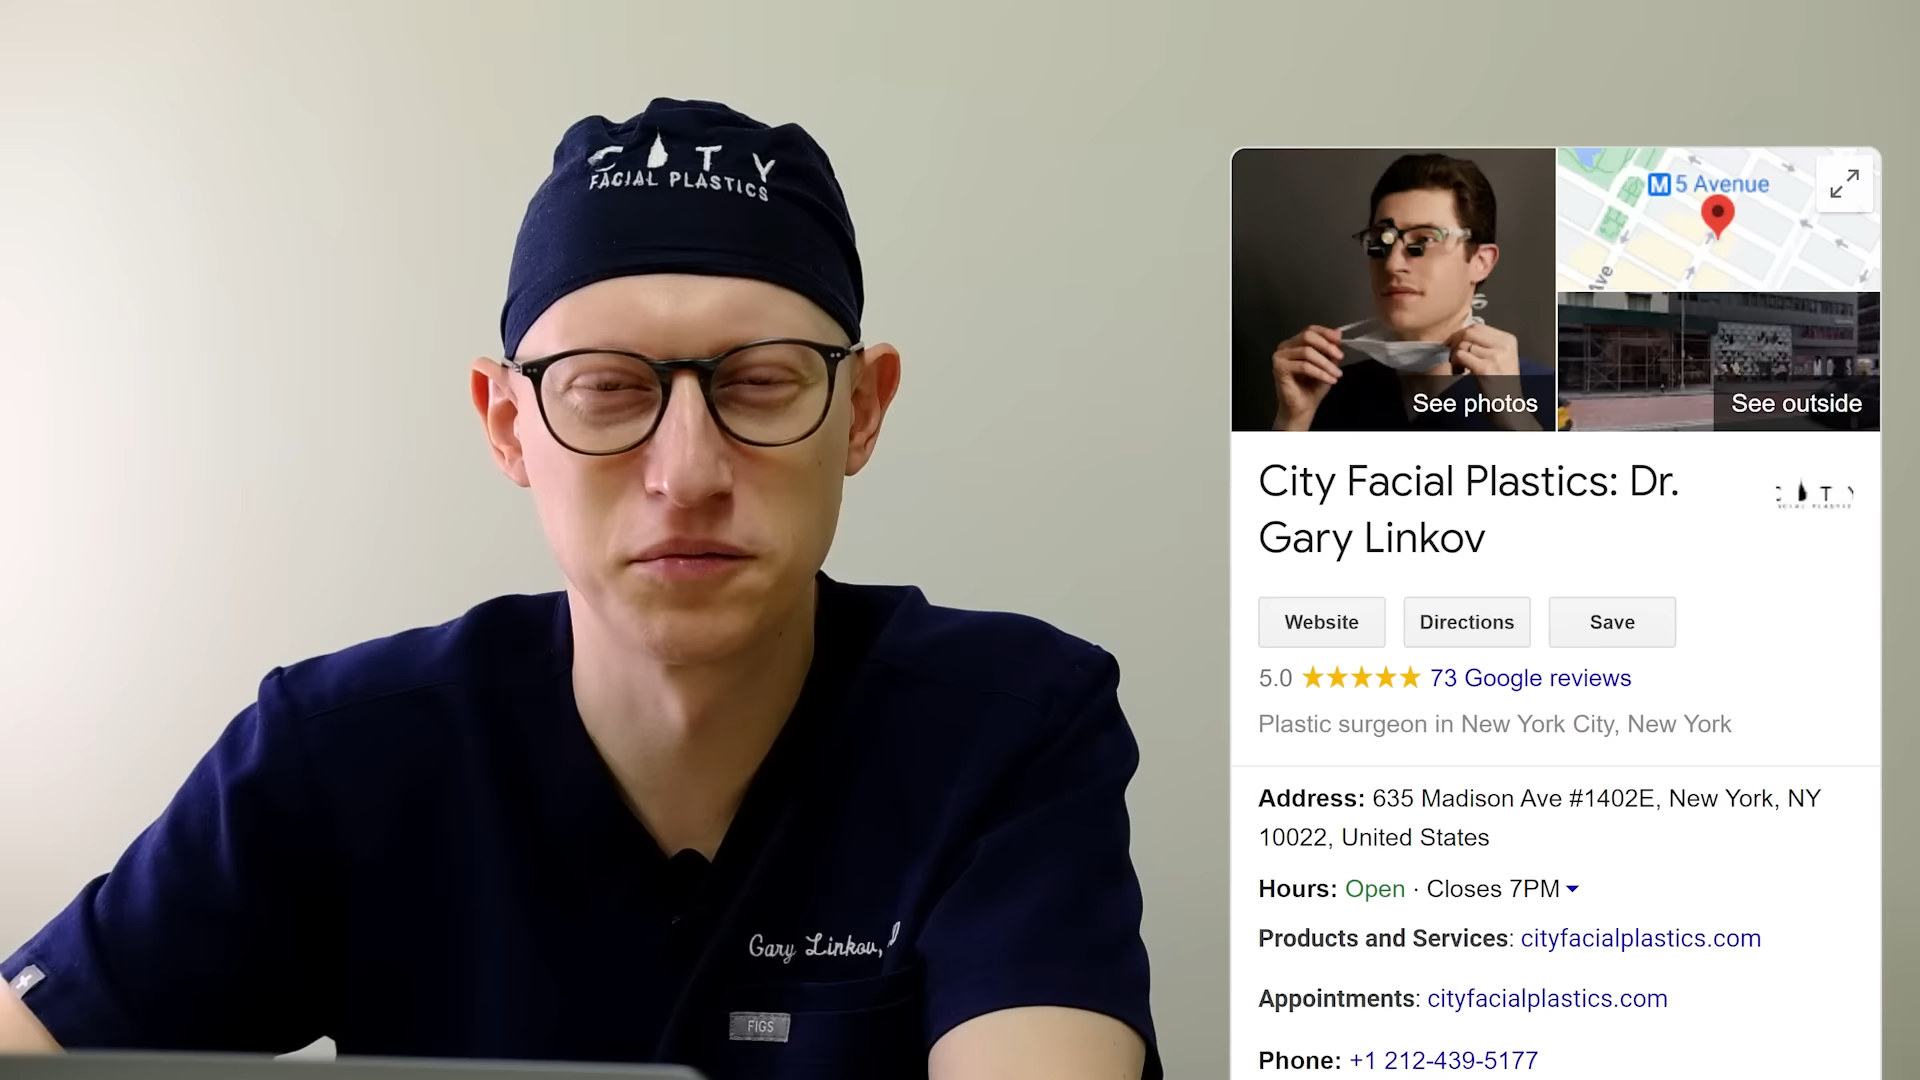 CITY
FACIAL PLASTICS
Gary Linkov,
FIGS
M 5 Avenue
Ave
See photos
See outside
City Facial Plastics: Dr.
Gary Linkov
Website
Directions
Save
5.0 73 Google reviews
Plastic surgeon in New York City, New York
Address: 635 Madison Ave #1402E, New York, NY
10022, United States
Hours: Open · Closes 7PM
Products and Services: cityfacialplastics.com
Appointments: cityfacialplastics.com
Phone: +1 212-439-5177